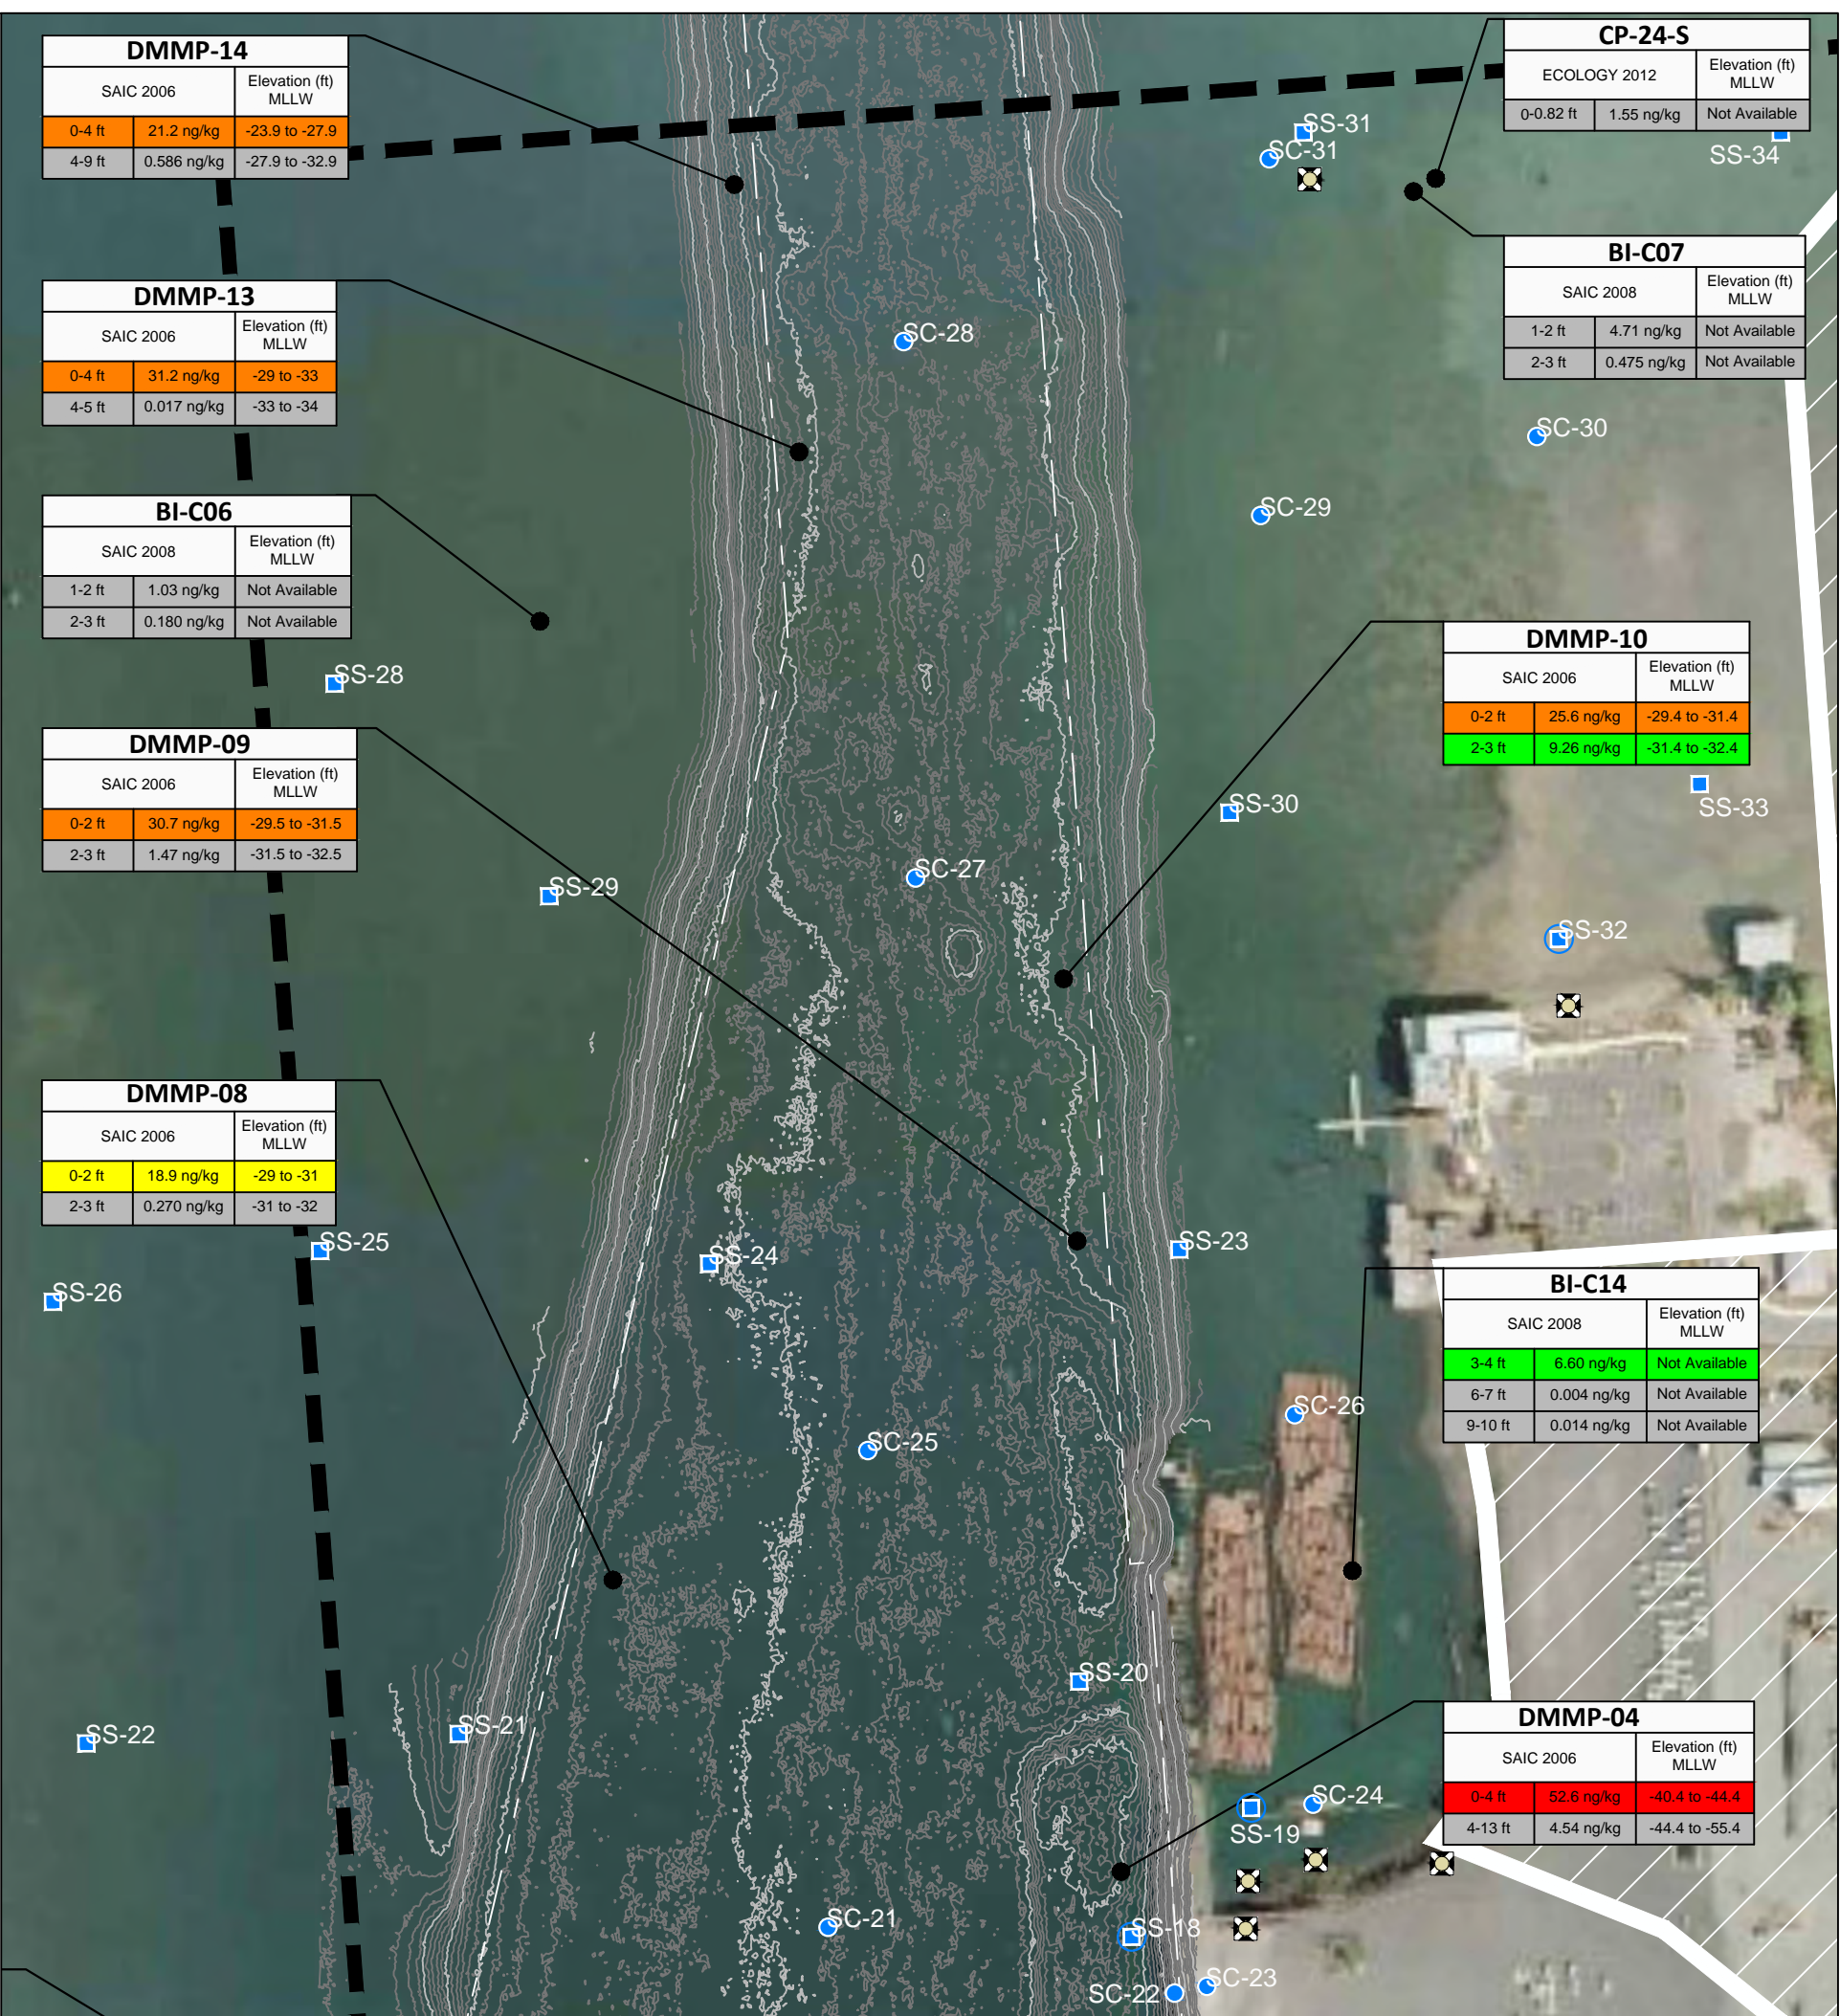 DMMP-14
SAIC 2006 Elevation (ft) MLLW
0-4 ft 21.2 ng/kg -23.9 to -27.9
4-9 ft 0.586 ng/kg -27.9 to -32.9
CP-24-S
ECOLOGY 2012 Elevation (ft) MLLW
0-0.82 ft 1.55 ng/kg Not Available
SS-31
SC-31
SS-34
BI-C07
SAIC 2008 Elevation (ft) MLLW
1-2 ft 4.71 ng/kg Not Available
2-3 ft 0.475 ng/kg Not Available
DMMP-13
SAIC 2006 Elevation (ft) MLLW
0-4 ft 31.2 ng/kg -29 to -33
4-5 ft 0.017 ng/kg -33 to -34
SC-28
SC-30
SC-29
BI-C06
SAIC 2008 Elevation (ft) MLLW
1-2 ft 1.03 ng/kg Not Available
2-3 ft 0.180 ng/kg Not Available
SS-28
DMMP-10
SAIC 2006 Elevation (ft) MLLW
0-2 ft 25.6 ng/kg -29.4 to -31.4
2-3 ft 9.26 ng/kg -31.4 to -32.4
DMMP-09
SAIC 2006 Elevation (ft) MLLW
0-2 ft 30.7 ng/kg -29.5 to -31.5
2-3 ft 1.47 ng/kg -31.5 to -32.5
SS-30
SS-33
SC-27
SS-29
SS-32
DMMP-08
SAIC 2006 Elevation (ft) MLLW
0-2 ft 18.9 ng/kg -29 to -31
2-3 ft 0.270 ng/kg -31 to -32
SS-25
SS-24
SS-23
SS-26
BI-C14
SAIC 2008 Elevation (ft) MLLW
3-4 ft 6.60 ng/kg Not Available
6-7 ft 0.004 ng/kg Not Available
9-10 ft 0.014 ng/kg Not Available
SC-26
SC-25
SS-20
SS-21
SS-22
DMMP-04
SAIC 2006 Elevation (ft) MLLW
0-4 ft 52.6 ng/kg -40.4 to -44.4
4-13 ft 4.54 ng/kg -44.4 to -55.4
SC-24
SS-19
SC-21
SS-18
SC-23
SC-22